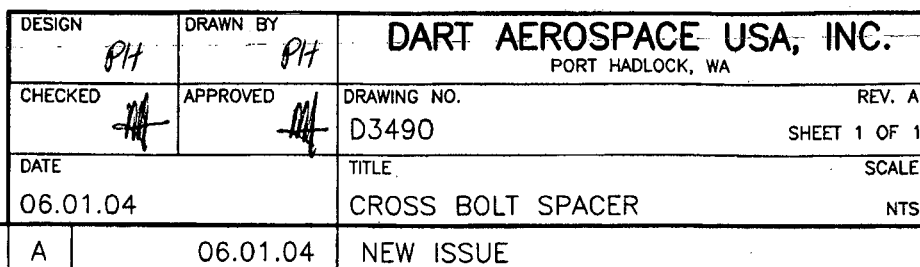 DESIGN DRAWN BY DART AEROSPACE USA, INC.
PH PH PORT HADLOCK, WA
CHECKED APPROVED DRAWING NO. REV. A
D3490 SHEET 1 OF 1
DATE TITLE SCALE
06.01.04 CROSS BOLT SPACER NTS
A 06.01.04 NEW ISSUE